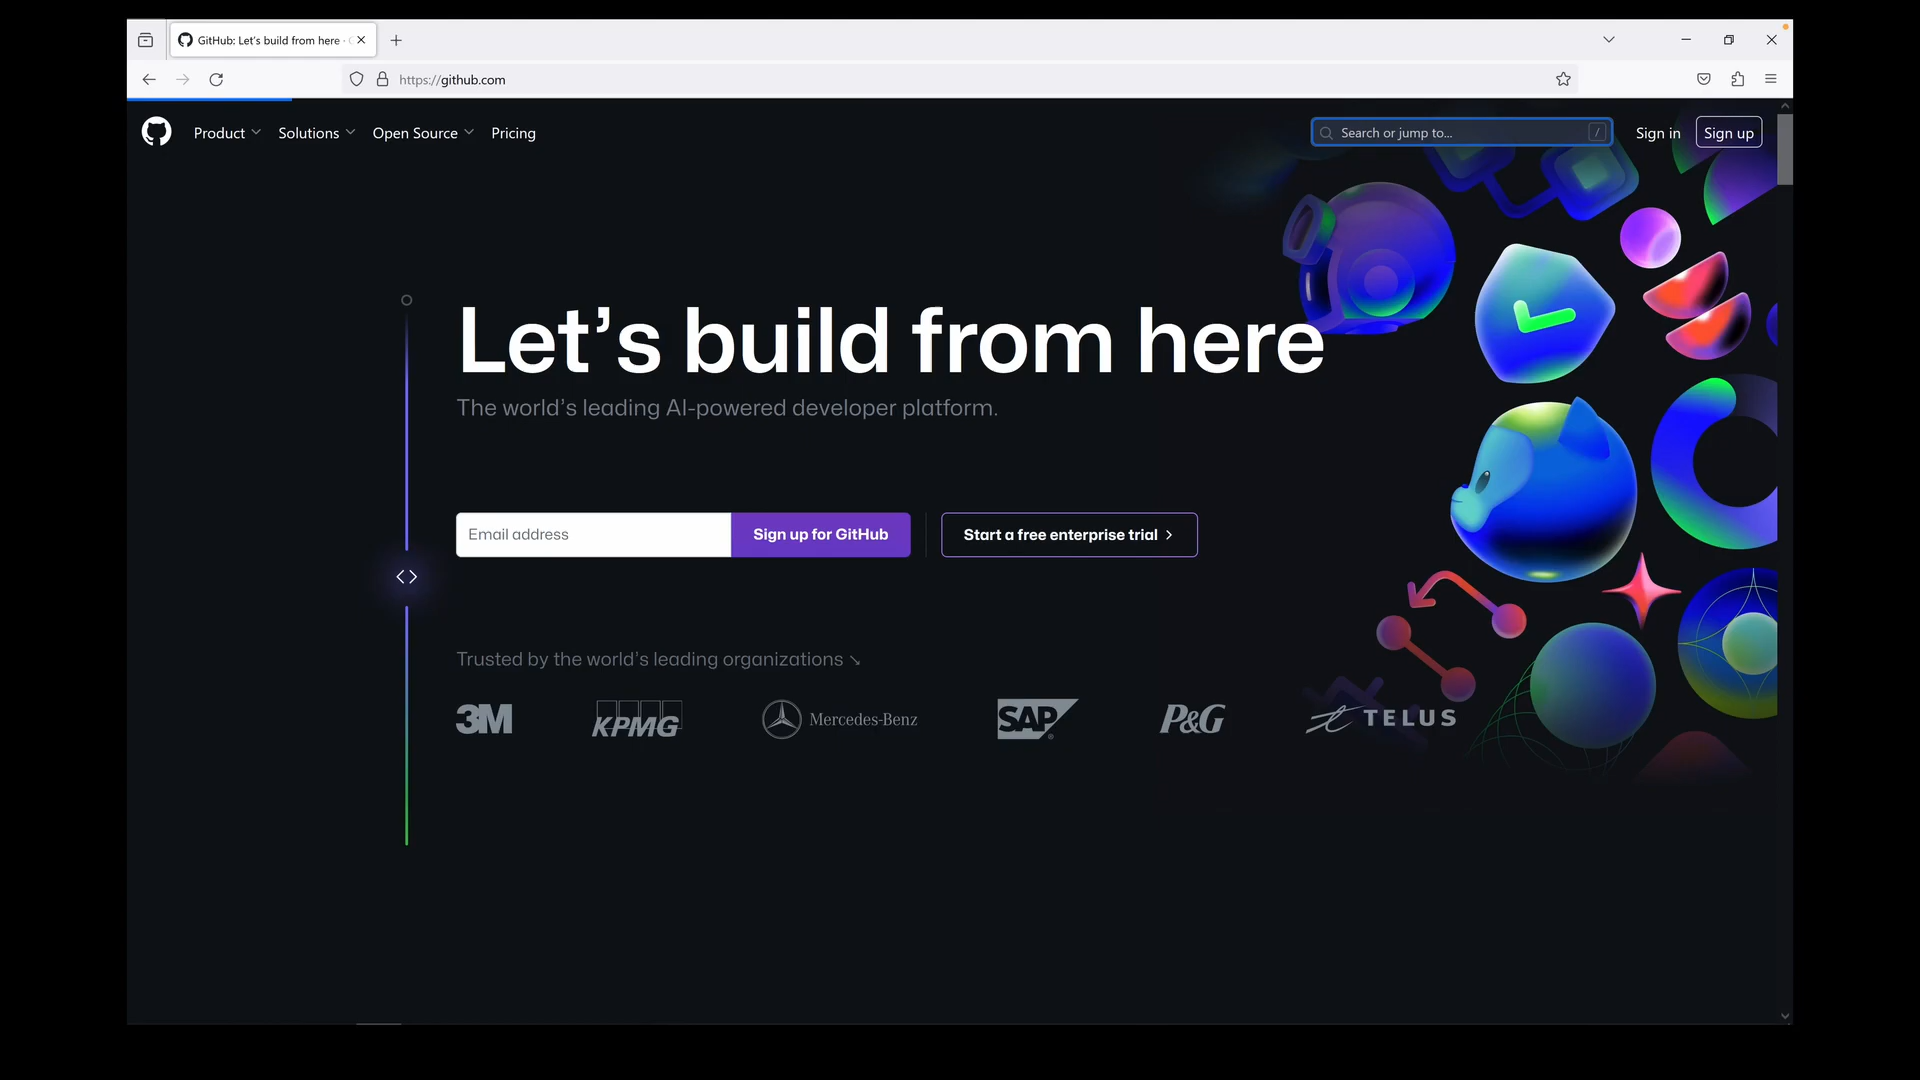 GitHub: Let's build from here ·
https://github.com
Product
Solutions
Open Source
Pricing
Search or jump to...
/
Sign in
Sign up
Let’s build from here
The world’s leading AI-powered developer platform.
Email address
Sign up for GitHub
Start a free enterprise trial
Trusted by the world’s leading organizations
3M
KPMG
Mercedes-Benz
SAP
P&G
TELUS